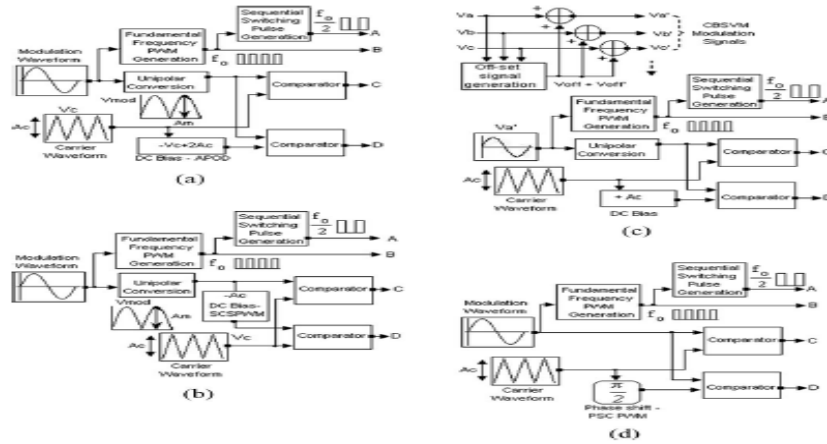 Sequential
Switching
Pulse
Generation
f₀/2
A
Fundamental
Frequency
PWM
Generation
B
f₀
Modulation
Waveform
Unipolar
Conversion
Comparator
C
Vmod
Am
Vc
Ac
Carrier
Waveform
-Vc+2Ac
DC Bias - APOD
Comparator
D
(a)
Sequential
Switching
Pulse
Generation
f₀/2
A
Fundamental
Frequency
PWM
Generation
B
f₀
Modulation
Waveform
Unipolar
Conversion
-Ac
DC Bias-
SCSPWM
Comparator
C
Vmod
Am
Comparator
D
Ac
Vc
Carrier
Waveform
(b)
Va
Va'
Vb
Vb'
Vc
Vc'
CBSVM
Modulation
Signals
Off-set
signal
generation
Voff + Voff'
Sequential
Switching
Pulse
Generation
f₀/2
Fundamental
Frequency
PWM
Generation
f₀
Va'
Unipolar
Conversion
Comparator
Ac
Carrier
Waveform
+ Ac
DC Bias
Comparator
(c)
Sequential
Switching
Pulse
Generation
f₀/2
A
Fundamental
Frequency
PWM
Generation
B
f₀
Modulation
Waveform
Comparator
C
Ac
Carrier
Waveform
π/2
Phase shift -
PSC PWM
Comparator
D
(d)